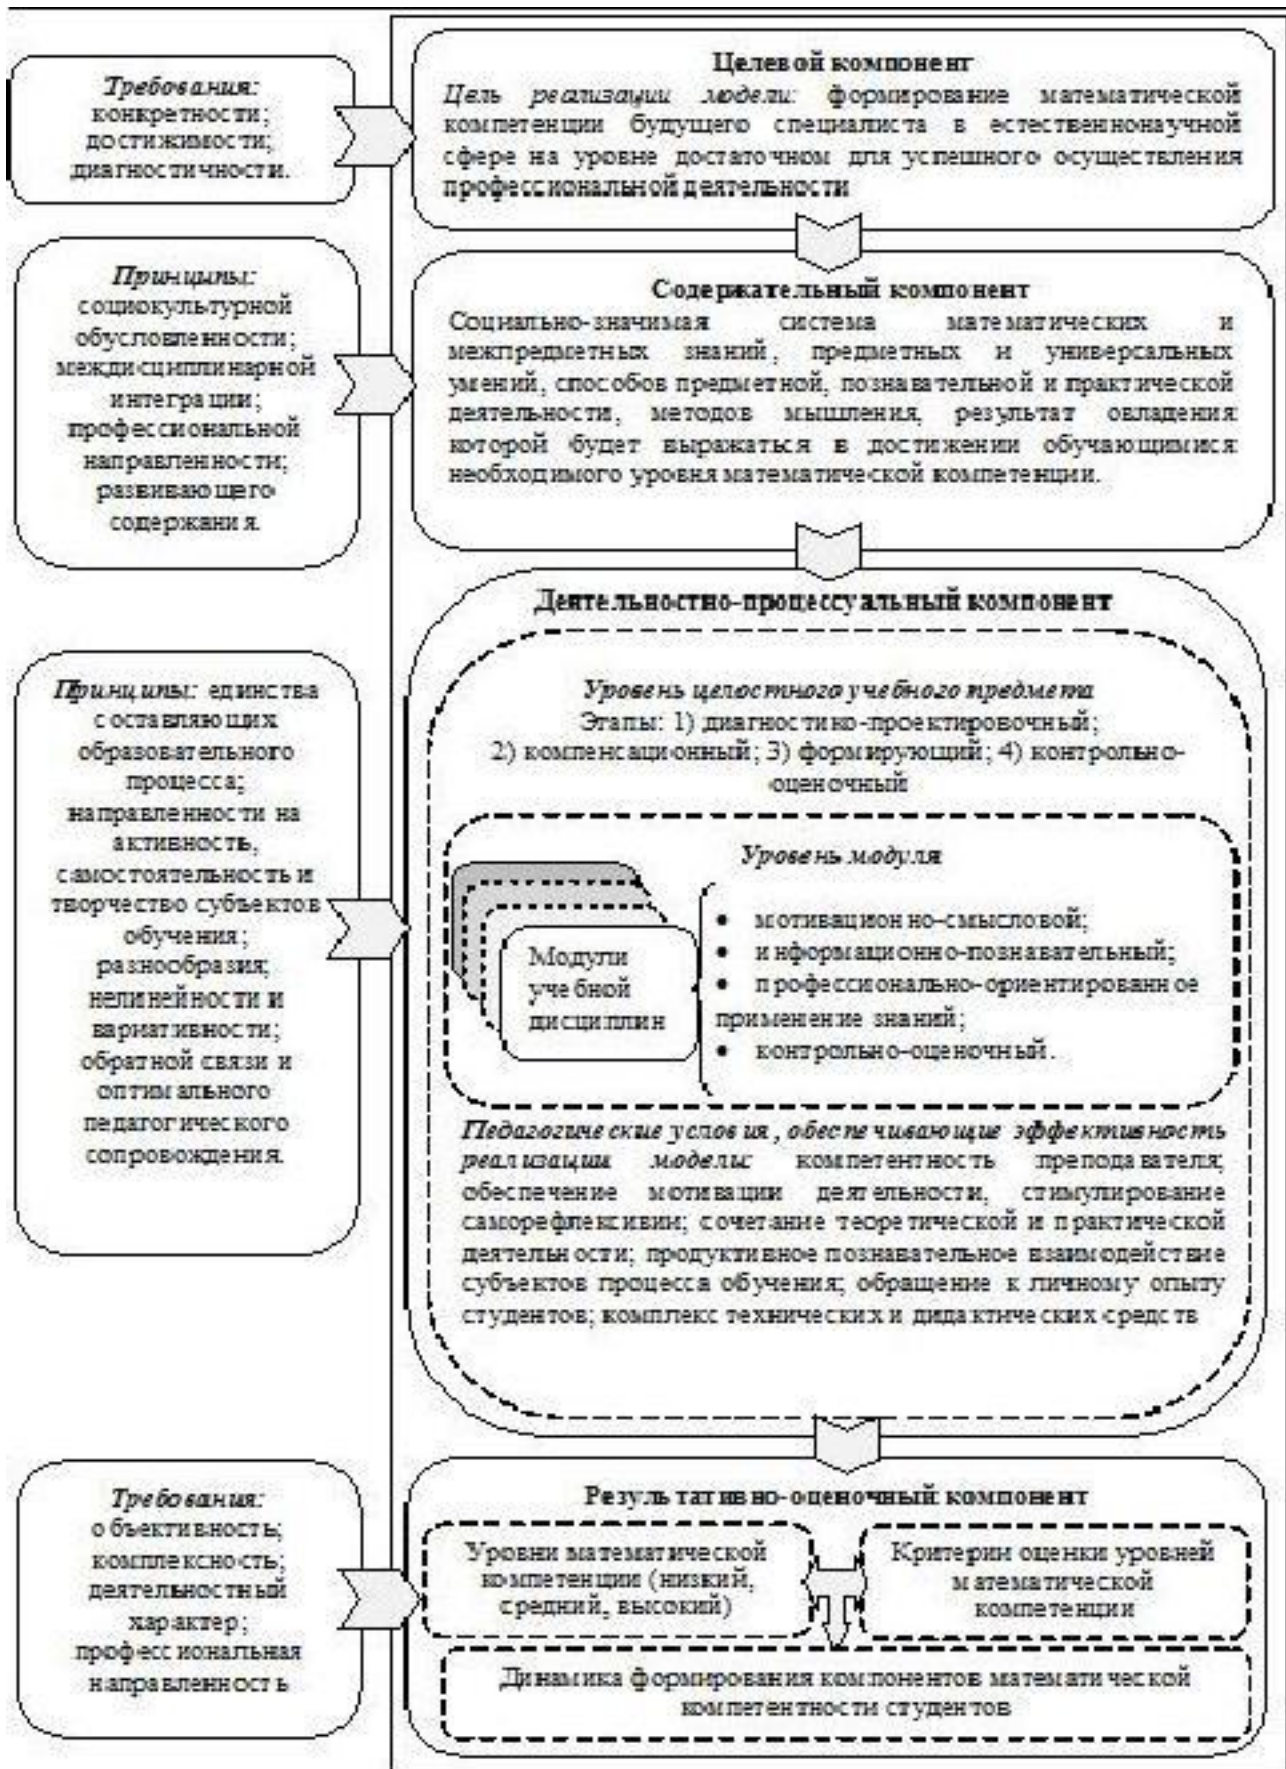 Требования:
конкретности;
достижимости;
диагностичности.
Целевой компонент
Цель реализации модели: формирование математической
компетенции будущего специалиста в естественнонаучной
сфере на уровне достаточном для успешного осуществления
профессиональной деятельности
Принципы:
социокультурной
обусловленности;
междисциплинарной
интеграции;
профессиональной
направленности;
развивающего
содержания.
Содержательный компонент
Социально-значимая система математических и
межпредметных знаний, предметных и универсальных
умений, способов предметной, познавательной и практической
деятельности, методов мышления, результат овладения
которой будет выражаться в достижении обучающимися
необходимого уровня математической компетенции.
Принципы: единства
составляющих
образовательного
процесса;
направленности на
активность,
самостоятельность и
творчество субъектов
обучения;
разнообразия;
нелинейности и
вариативности;
обратной связи и
оптимального
педагогического
сопровождения.
Деятельностно-процессуальный компонент
Уровень целостного учебного предмета
Этапы: 1) диагностико-проектировочный;
2) компенсационный; 3) формирующий; 4) контрольно-
оценочный
Модули
учебной
дисциплин
Уровень модуля
• мотивационно-смысловой;
• информационно-познавательный;
• профессионально-ориентированное
применение знаний;
• контрольно-оценочный.
Педагогические условия, обеспечивающие эффективность
реализации модели: компетентность преподавателя;
обеспечение мотивации деятельности, стимулирование
саморефлексивии; сочетание теоретической и практической
деятельности; продуктивное познавательное взаимодействие
субъектов процесса обучения; обращение к личному опыту
студентов; комплекс технических и дидактических средств
Требования:
объективность;
комплексность;
деятельностный
характер;
профессиональная
направленность
Результативно-оценочный компонент
Уровни математической
компетенции (низкий,
средний, высокий)
Критерии оценки уровней
математической
компетенции
Динамика формирования компонентов математической
компетентности студентов